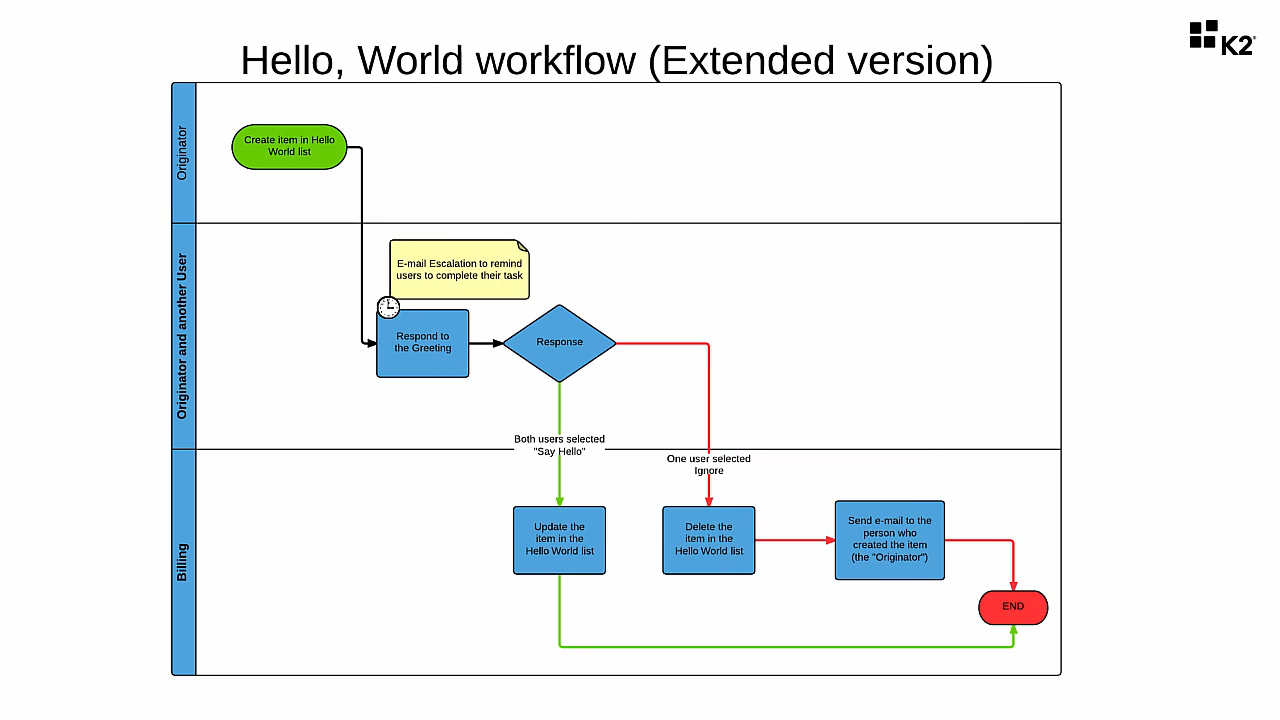 Hello, World workflow (Extended version)
K2
Originator
Create item in Hello
World list
Originator and another User
E-mail Escalation to remind
users to complete their task
Respond to
the Greeting
Response
Both users selected
"Say Hello"
One user selected
Ignore
Billing
Update the
item in the
Hello World list
Delete the
item in the
Hello World list
Send e-mail to the
person who
created the item
(the "Originator")
END